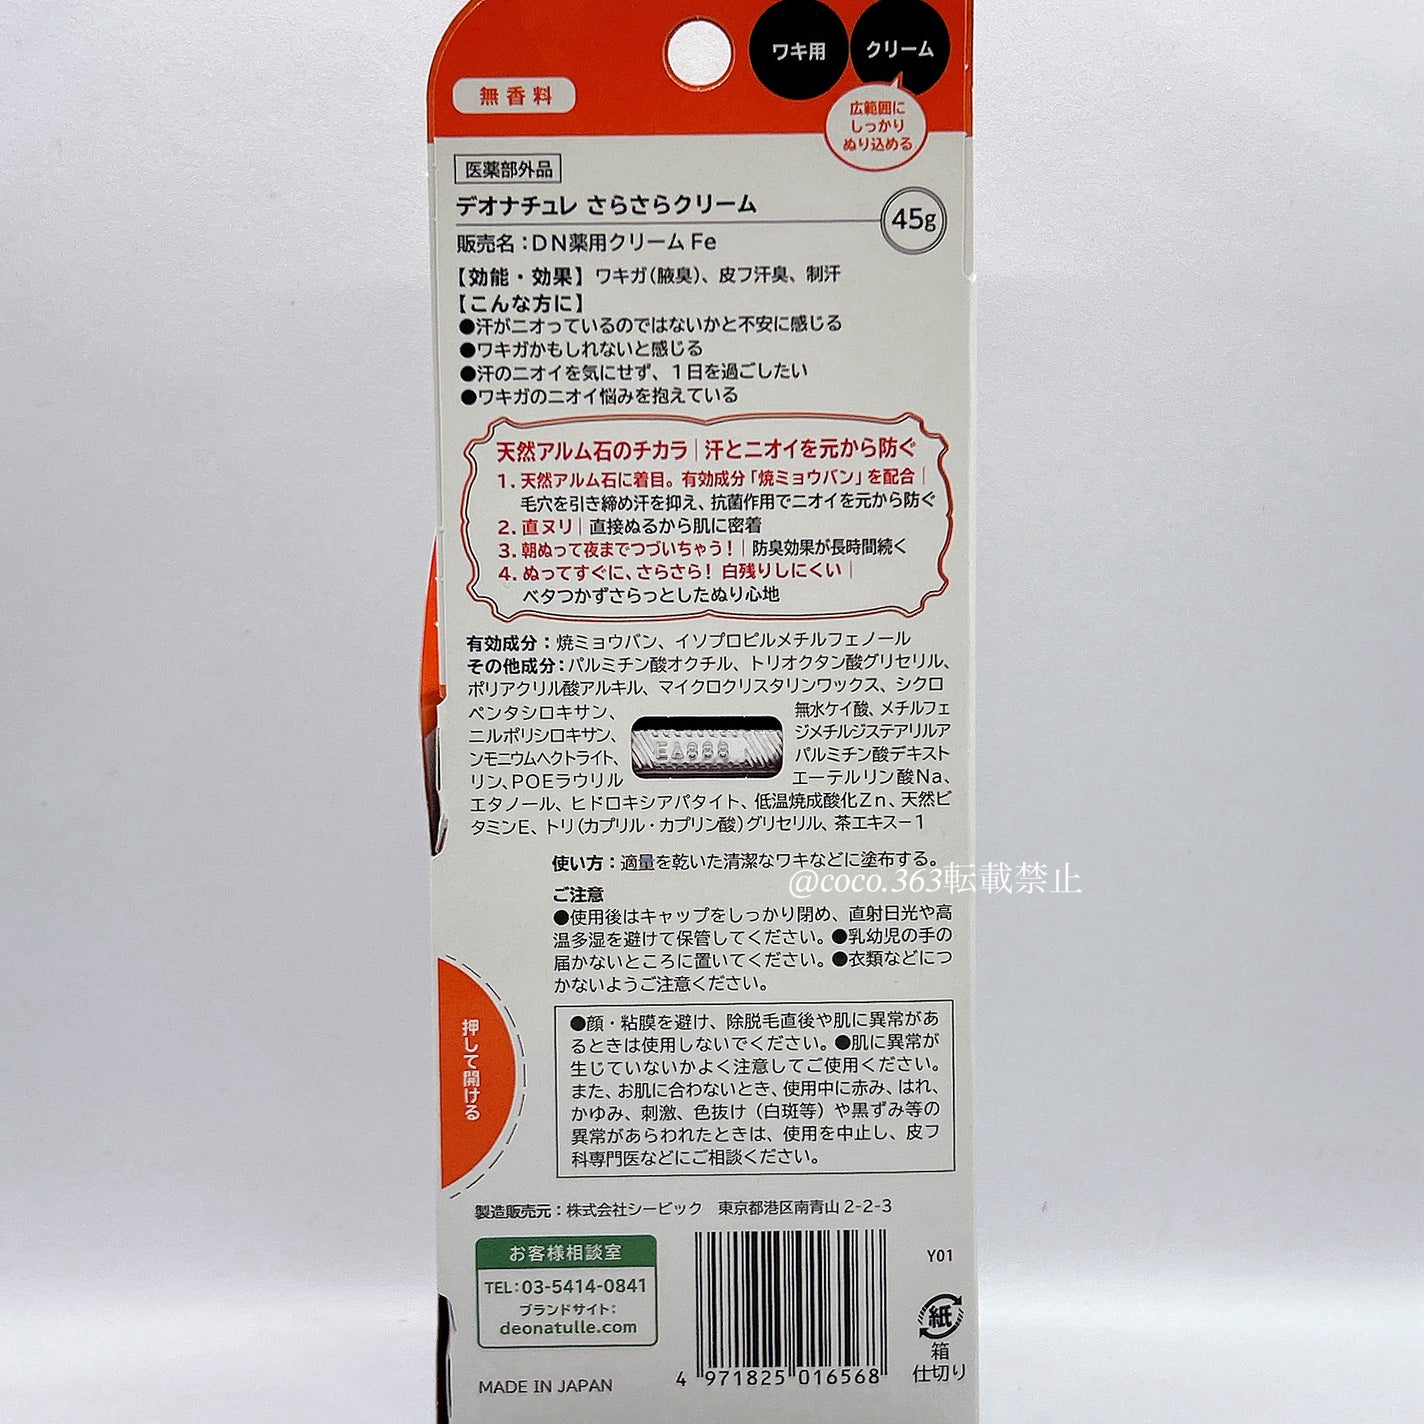 ワキ用
クリーム
無香料
広範囲に
しっかり
ぬり込める
医薬部外品
デオナチュレ さらさらクリーム
45g
販売名：DN薬用クリームFe
【効能・効果】ワキガ（腋臭）、皮フ汗臭、制汗
【こんな方に】
●汗がニオっているのではないかと不安に感じる
●ワキガかもしれないと感じる
●汗のニオイを気にせず、1日を過ごしたい
●ワキガのニオイ悩みを抱えている
天然アルム石のチカラ｜汗とニオイを元から防ぐ
1.天然アルム石に着目。有効成分「焼ミョウバン」を配合｜
毛穴を引き締め汗を抑え、抗菌作用でニオイを元から防ぐ
2.直ヌリ｜直接ぬるから肌に密着
3.朝ぬって夜までつづいちゃう！｜防臭効果が長時間続く
4.ぬってすぐに、さらさら！白残りしにくい｜
ベタつかずさらっとしたぬり心地
有効成分：焼ミョウバン、イソプロピルメチルフェノール
その他成分：パルミチン酸オクチル、トリオクタン酸グリセリル、
ポリアクリル酸アルキル、マイクロクリスタリンワックス、シクロ
ペンタシロキサン、 無水ケイ酸、メチルフェ
ニルポリシロキサン、 ジメチルジステアリルア
ンモニウムヘクトライト、 パルミチン酸デキスト
リン、POEラウリル エーテルリン酸Na、
エタノール、ヒドロキシアパタイト、低温焼成酸化Zn、天然ビ
タミンE、トリ（カプリル・カプリン酸）グリセリル、茶エキス−1
使い方：適量を乾いた清潔なワキなどに塗布する。
@coco.363転載禁止
ご注意
●使用後はキャップをしっかり閉め、直射日光や高
温多湿を避けて保管してください。●乳幼児の手の
届かないところに置いてください。●衣類などにつ
かないようご注意ください。
●顔・粘膜を避け、除脱毛直後や肌に異常があ
るときは使用しないでください。●肌に異常が
生じていないかよく注意してご使用ください。
また、お肌に合わないとき、使用中に赤み、はれ、
かゆみ、刺激、色抜け（白斑等）や黒ずみ等の
異常があらわれたときは、使用を中止し、皮フ
科専門医などにご相談ください。
押して開ける
製造販売元：株式会社シービック　東京都港区南青山2-2-3
お客様相談室
TEL：03-5414-0841
ブランドサイト：
deonatulle.com
MADE IN JAPAN
4 971825 016568
Y01
紙
箱
仕切り